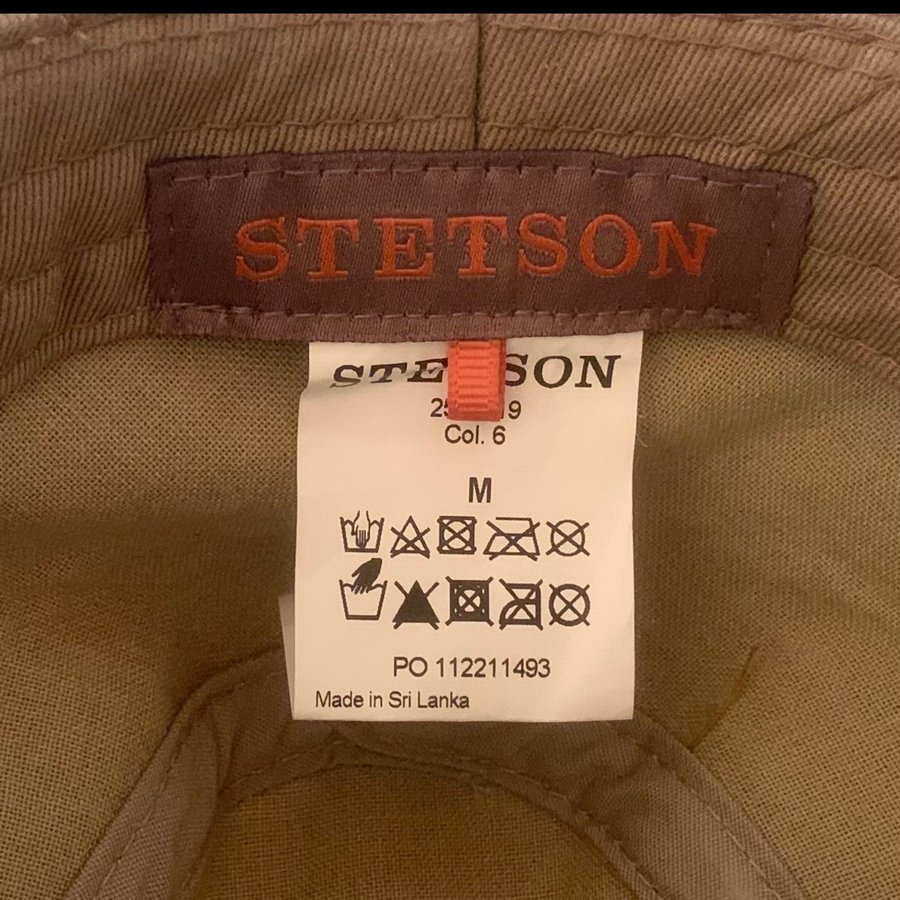 STETSON
STETSON
Col. 6
M
PO 112211493
Made in Sri Lanka